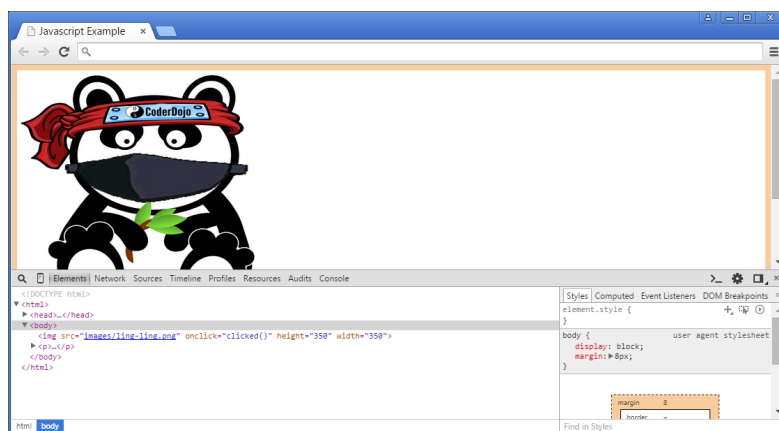 Javascript Example
CoderDojo
Elements Network Sources Timeline Profiles Resources Audits Console
<!DOCTYPE html>
▼<html>
▶<head>…</head>
▼<body>
<img src="images/ling-ling.png" onclick="clicked()" height="350" width="350">
▶<p>…</p>
</body>
</html>
html body
Styles Computed Event Listeners DOM Breakpoints
element.style {
}
body { user agent stylesheet
display: block;
margin:▶8px;
}
margin 8
border –
Find in Styles